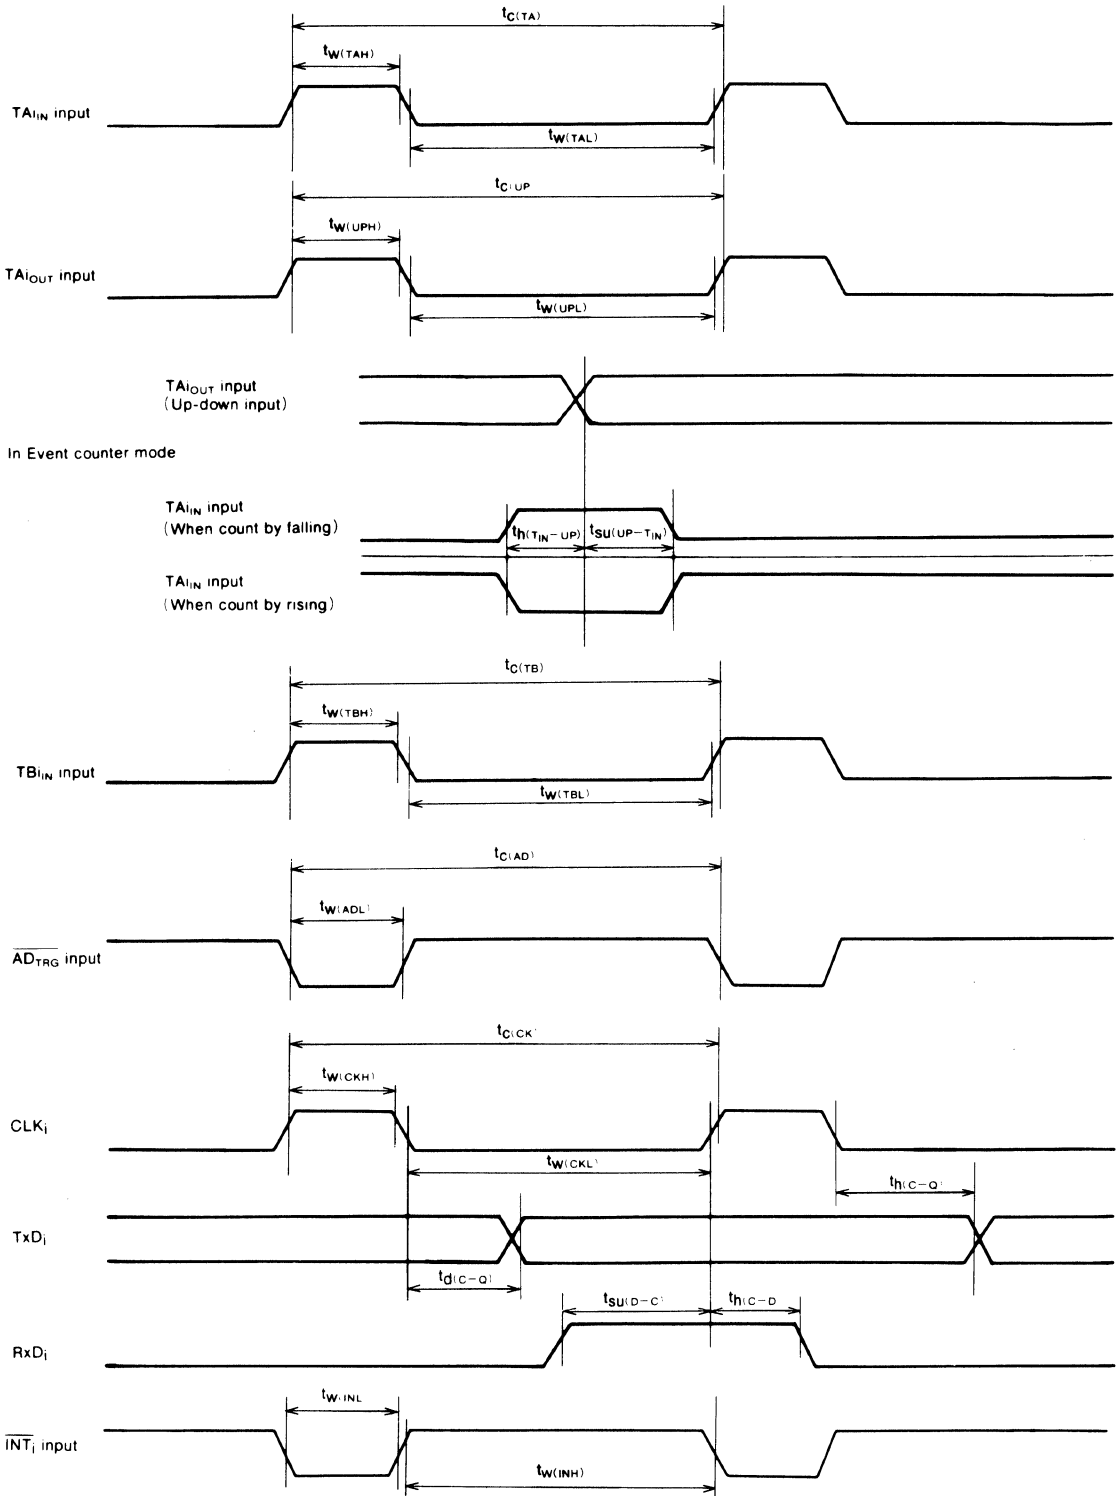 tC(TA)
tW(TAH)
TAiIN input
tW(TAL)
tC(UP
tW(UPH)
TAiOUT input
tW(UPL)
TAiOUT input
(Up-down input)
In Event counter mode
TAiIN input
(When count by falling)
th(TIN−UP) tsu(UP−TIN)
TAiIN input
(When count by rising)
tC(TB)
tW(TBH)
TBiIN input
tW(TBL)
tC(AD)
tW(ADL)
ADTRG input
tC(CK)
tW(CKH)
CLKi
tW(CKL)
th(C−Q)
TxDi
td(C−Q)
tsu(D−C) th(C−D
RxDi
tW(INL
INTi input
tW(INH)